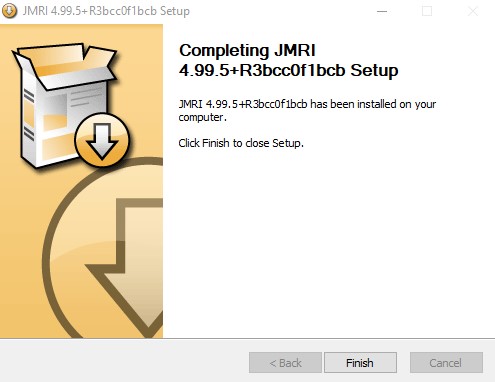 JMRI 4.99.5+R3bcc0f1bcb Setup
Completing JMRI
4.99.5+R3bcc0f1bcb Setup
JMRI 4.99.5+R3bcc0f1bcb has been installed on your
computer.
Click Finish to close Setup.
< Back
Finish
Cancel